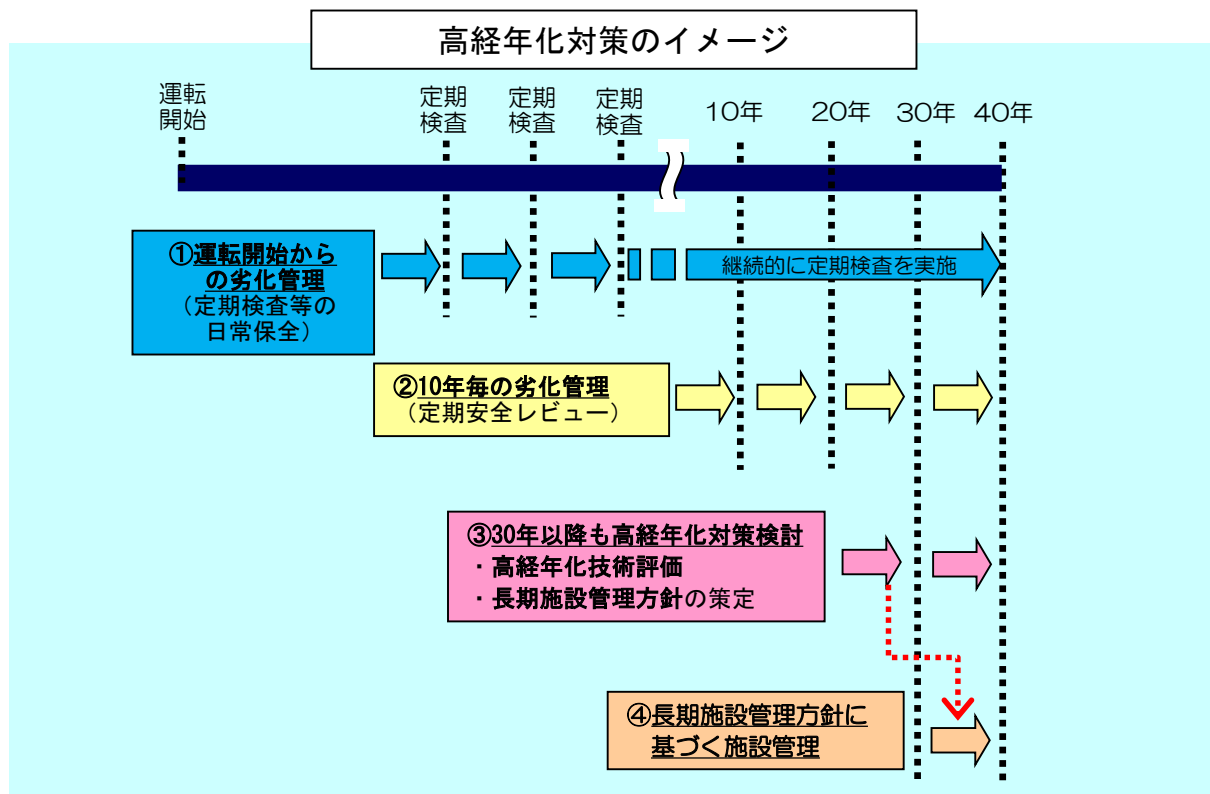 高経年化対策のイメージ
運転
開始
定期
検査
定期
検査
定期
検査
10年
20年
30年
40年
①運転開始から
の劣化管理
（定期検査等の
日常保全）
継続的に定期検査を実施
②10年毎の劣化管理
（定期安全レビュー）
③30年以降も高経年化対策検討
・高経年化技術評価
・長期施設管理方針の策定
④長期施設管理方針に
基づく施設管理